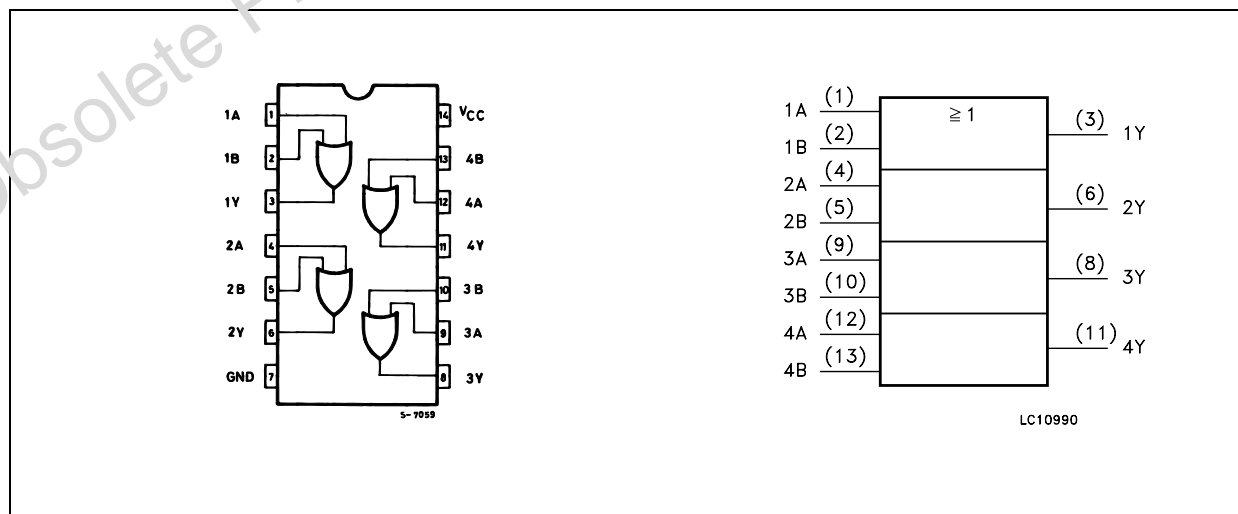 bsolete P
1A 1
14 VCC
1B 2
13 4B
1Y 3
12 4A
2A 4
11 4Y
2B 5
10 3B
2Y 6
9 3A
GND 7
8 3Y
S-7059
≧1
1A (1)
1B (2)
2A (4)
2B (5)
3A (9)
3B (10)
4A (12)
4B (13)
(3) 1Y
(6) 2Y
(8) 3Y
(11) 4Y
LC10990